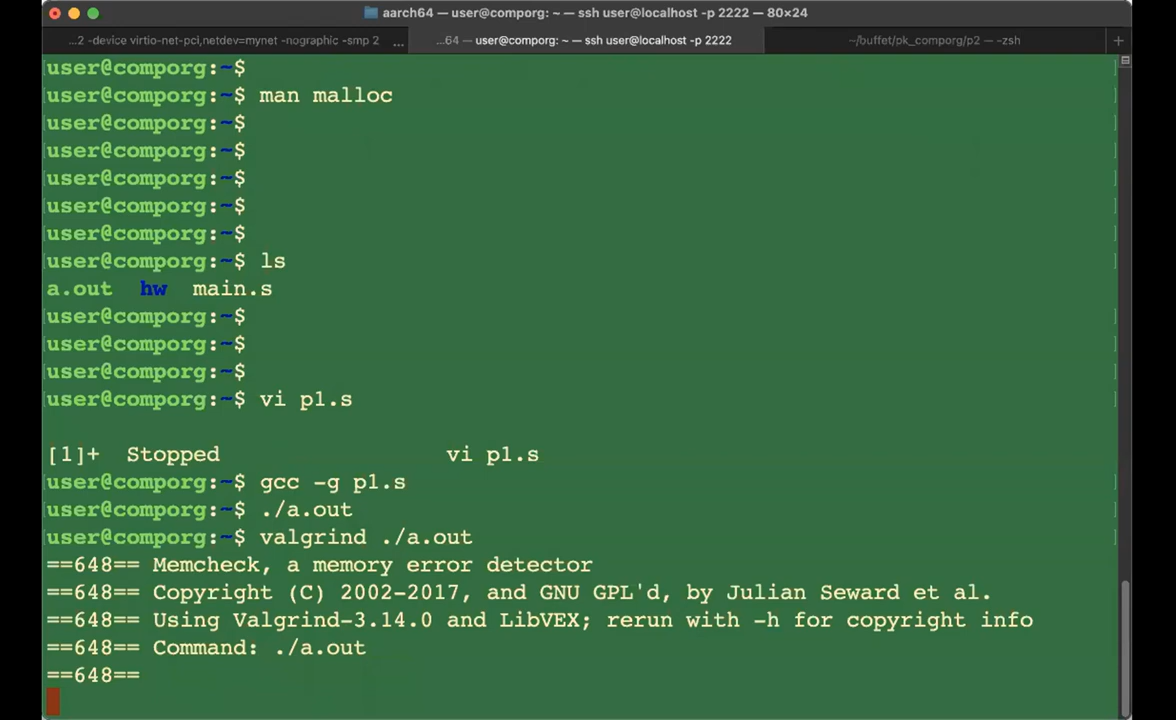 aarch64 — user@comporg: ~ — ssh user@localhost -p 2222 — 80×24
...2 -device virtio-net-pci,netdev=mynet -nographic -smp 2 ... ...64 — user@comporg: ~ — ssh user@localhost -p 2222 ~/buffet/pk_comporg/p2 — -zsh +
user@comporg:~$
user@comporg:~$ man malloc
user@comporg:~$
user@comporg:~$
user@comporg:~$
user@comporg:~$
user@comporg:~$
user@comporg:~$ ls
a.out hw main.s
user@comporg:~$
user@comporg:~$
user@comporg:~$
user@comporg:~$ vi p1.s
[1]+ Stopped vi p1.s
user@comporg:~$ gcc -g p1.s
user@comporg:~$ ./a.out
user@comporg:~$ valgrind ./a.out
==648== Memcheck, a memory error detector
==648== Copyright (C) 2002-2017, and GNU GPL'd, by Julian Seward et al.
==648== Using Valgrind-3.14.0 and LibVEX; rerun with -h for copyright info
==648== Command: ./a.out
==648==